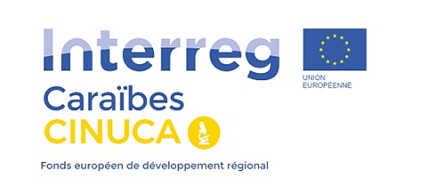 Interreg
UNION
EUROPÉENNE
Caraïbes
CINUCA
Fonds européen de développement régional